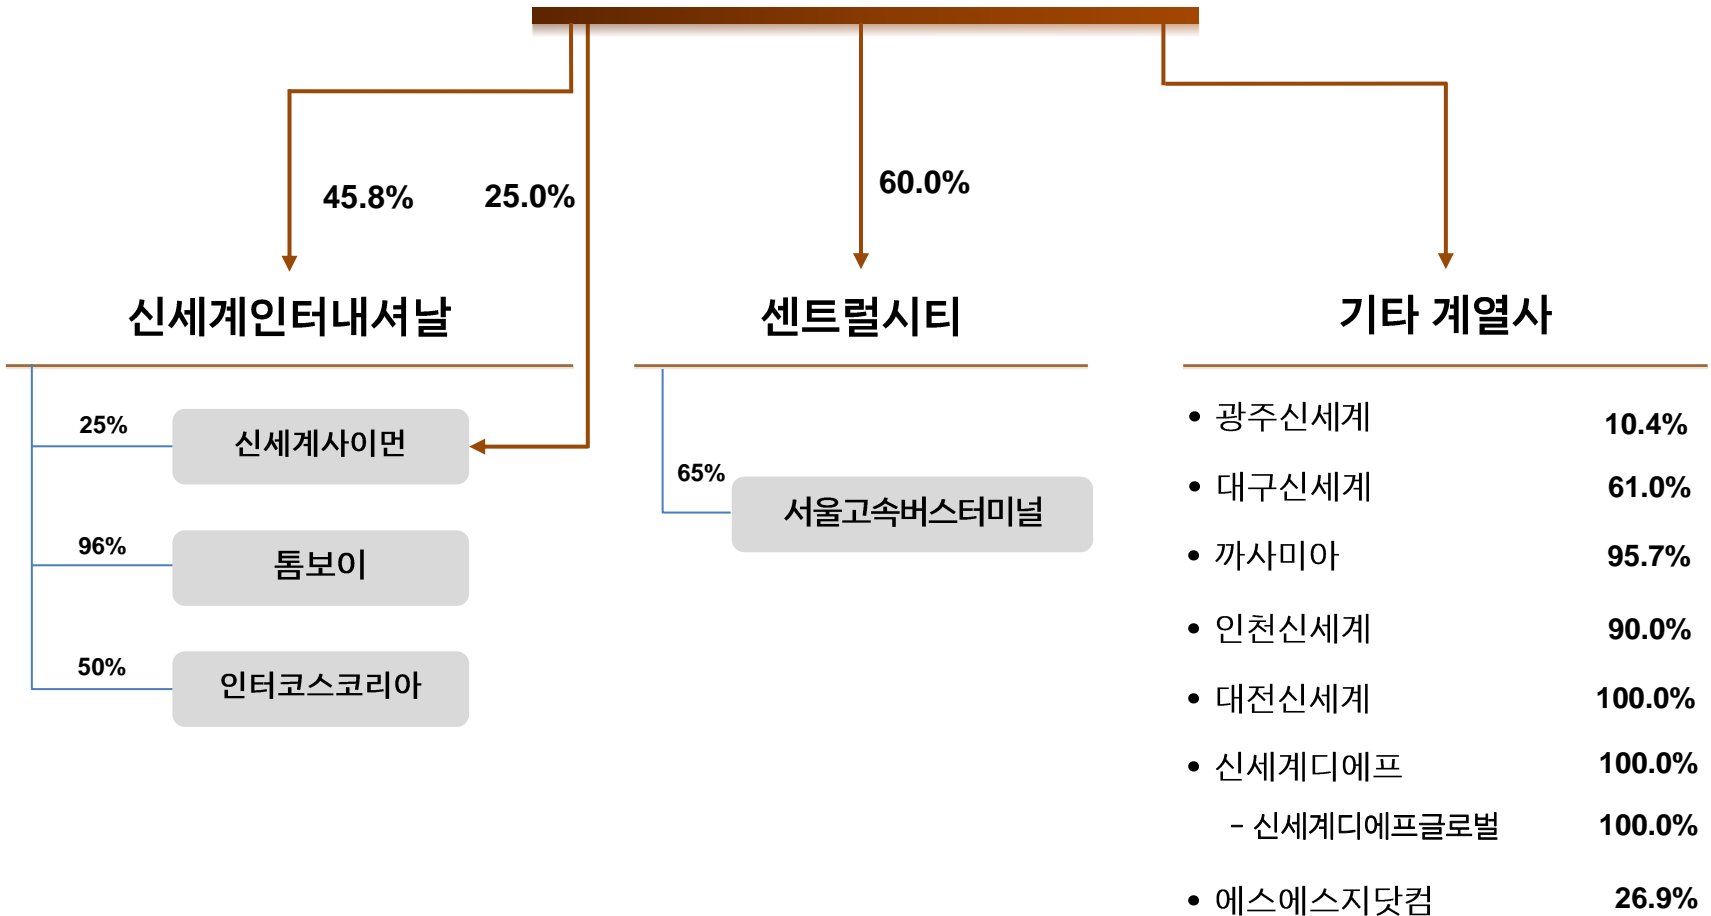 45.8%
25.0%
60.0%
신세계인터내셔날
25%
신세계사이먼
96%
톰보이
50%
인터코스코리아
센트럴시티
65%
서울고속버스터미널
기타 계열사
• 광주신세계 10.4%
• 대구신세계 61.0%
• 까사미아 95.7%
• 인천신세계 90.0%
• 대전신세계 100.0%
• 신세계디에프 100.0%
- 신세계디에프글로벌 100.0%
• 에스에스지닷컴 26.9%